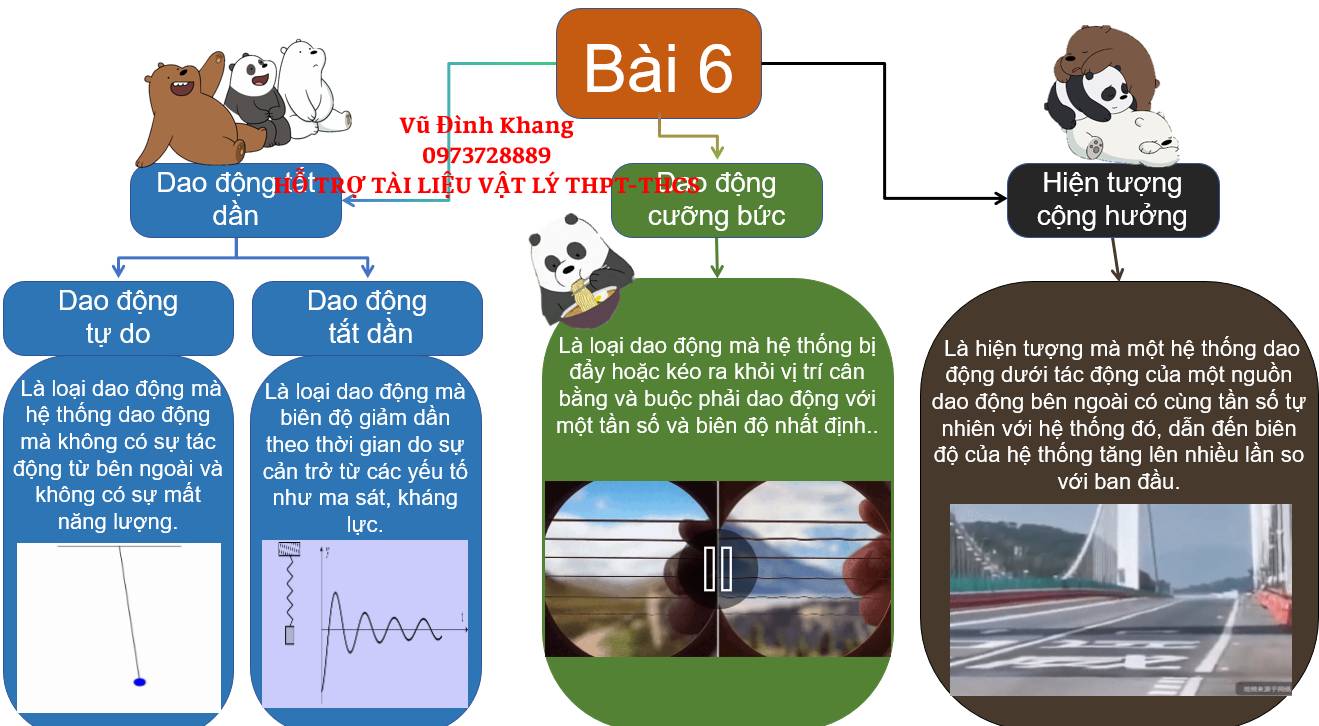 Bài 6
Vũ Đình Khang
0973728889
HỖ TRỢ TÀI LIỆU VẬT LÝ THPT-THCS
Dao động tắt
dần
Dao động
cưỡng bức
Hiện tượng
cộng hưởng
Dao động
tự do
Dao động
tắt dần
Là loại dao động mà
hệ thống dao động
mà không có sự tác
động từ bên ngoài và
không có sự mất
năng lượng.
Là loại dao động mà
biên độ giảm dần
theo thời gian do sự
cản trở từ các yếu tố
như ma sát, kháng
lực.
Là loại dao động mà hệ thống bị
đẩy hoặc kéo ra khỏi vị trí cân
bằng và buộc phải dao động với
một tần số và biên độ nhất định..
Là hiện tượng mà một hệ thống dao
động dưới tác động của một nguồn
dao động bên ngoài có cùng tần số tự
nhiên với hệ thống đó, dẫn đến biên
độ của hệ thống tăng lên nhiều lần so
với ban đầu.